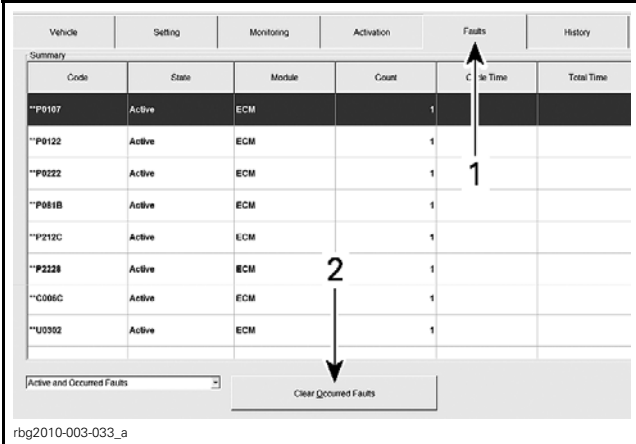 Vehicle Setting Monitoring Activation Faults History
Summary
Code State Module Count Cycle Time Total Time
**P0107 Active ECM 1
**P0122 Active ECM 1
**P0222 Active ECM 1
1
**P081B Active ECM 1
**P212C Active ECM 1
**P2228 Active ECM 1
2
**C006C Active ECM 1
**U0302 Active ECM 1
Active and Occurred Faults Clear Occurred Faults
rbg2010-003-033_a